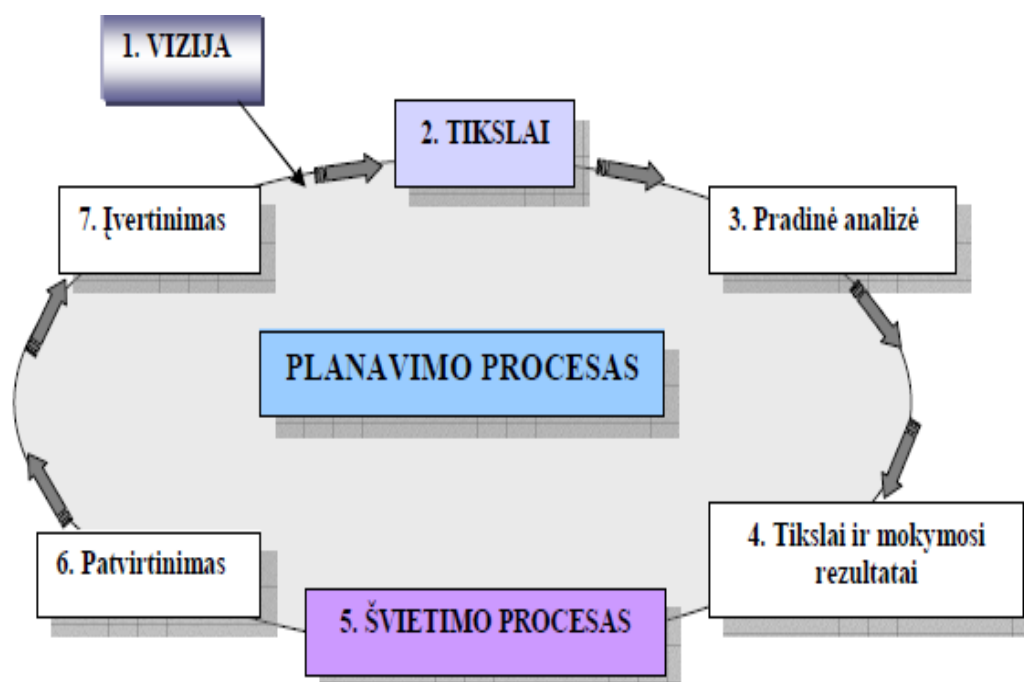 1. VIZIJA
2. TIKSLAI
3. Pradinė analizė
4. Tikslai ir mokymosi
rezultatai
5. ŠVIETIMO PROCESAS
6. Patvirtinimas
7. Įvertinimas
PLANAVIMO PROCESAS